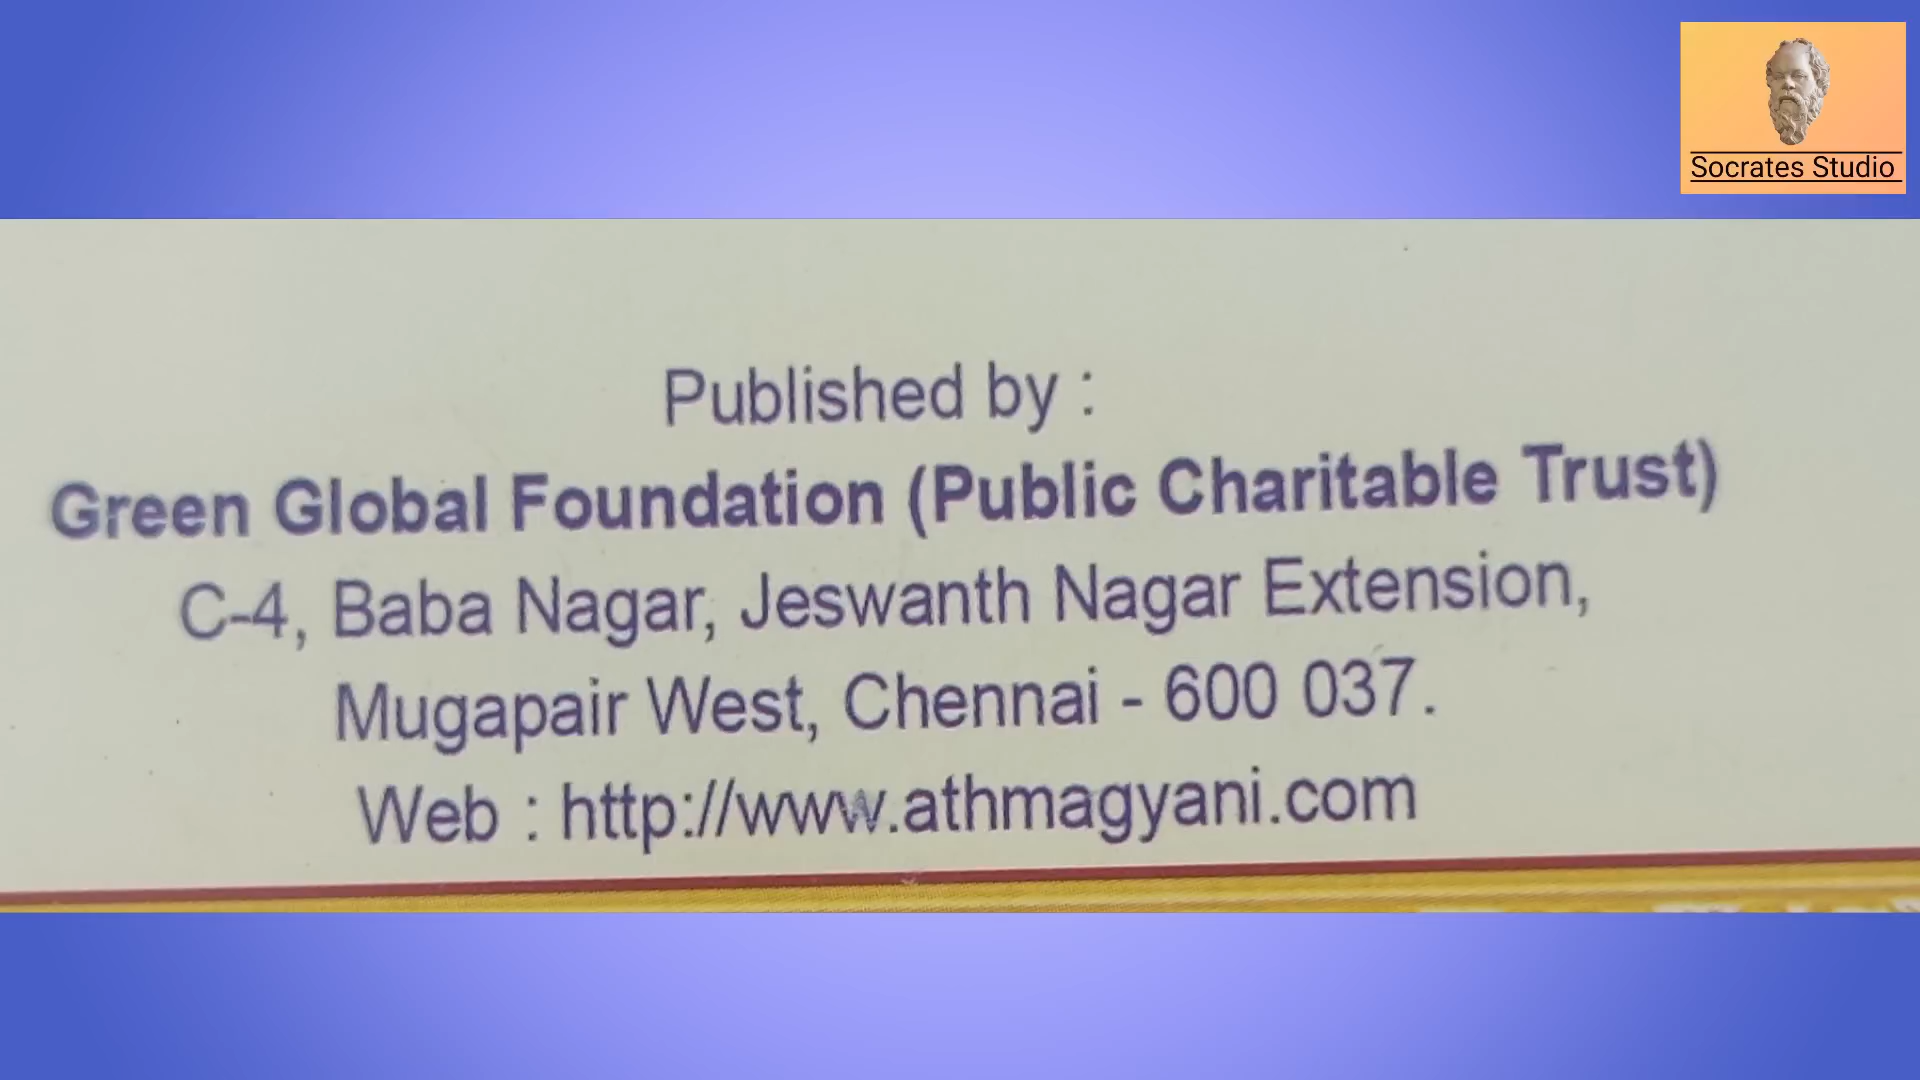 Socrates Studio
Published by :
Green Global Foundation (Public Charitable Trust)
C-4, Baba Nagar, Jeswanth Nagar Extension,
Mugapair West, Chennai - 600 037.
Web : http://www.athmagyani.com